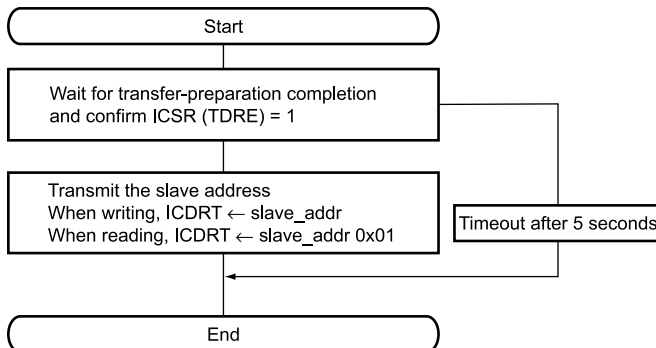 Start
Wait for transfer-preparation completion
and confirm ICSR (TDRE) = 1
Transmit the slave address
When writing, ICDRT ← slave_addr
When reading, ICDRT ← slave_addr 0x01
Timeout after 5 seconds
End